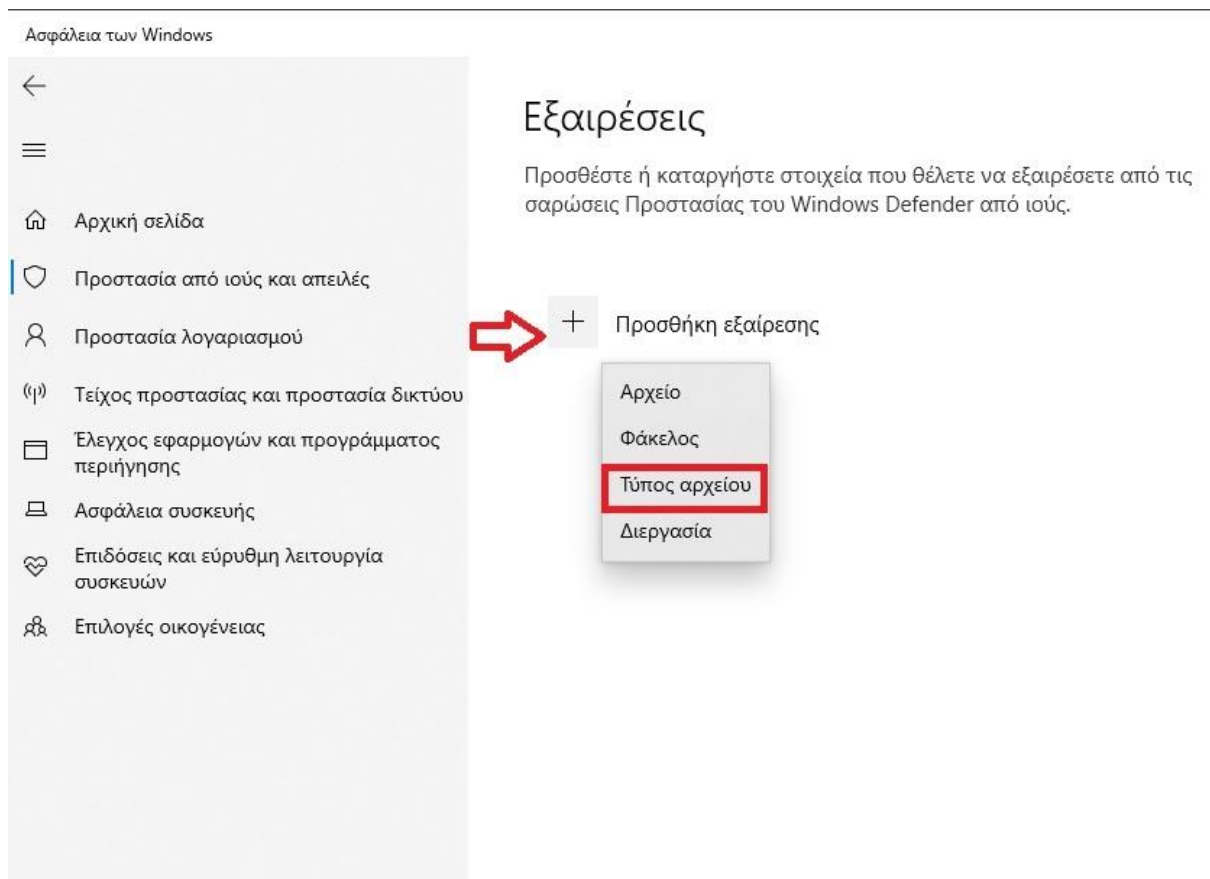 Ασφάλεια των Windows
Εξαιρέσεις
Προσθέστε ή καταργήστε στοιχεία που θέλετε να εξαιρέσετε από τις
σαρώσεις Προστασίας του Windows Defender από ιούς.
Αρχική σελίδα
Προστασία από ιούς και απειλές
Προστασία λογαριασμού
Τείχος προστασίας και προστασία δικτύου
Έλεγχος εφαρμογών και προγράμματος
περιήγησης
Ασφάλεια συσκευής
Επιδόσεις και εύρυθμη λειτουργία
συσκευών
Επιλογές οικογένειας
Προσθήκη εξαίρεσης
Αρχείο
Φάκελος
Τύπος αρχείου
Διεργασία